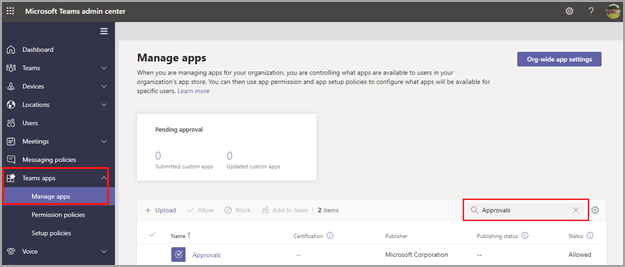 Microsoft Teams admin center
Dashboard
Teams
Devices
Locations
Users
Meetings
Messaging policies
Teams apps
Manage apps
Permission policies
Setup policies
Voice
Manage apps
Org-wide app settings
When you are managing apps for your organization, you are controlling what apps are available to users in your
organization's app store. You can then use app permission and app setup policies to configure what apps will be available for
specific users. Learn more
Pending approval
0 0
Submitted custom apps Updated custom apps
+ Upload Allow Block Add to team 2 items Approvals
Name ↑ Certification Publisher Publishing status Status
Approvals -- Microsoft Corporation -- Allowed